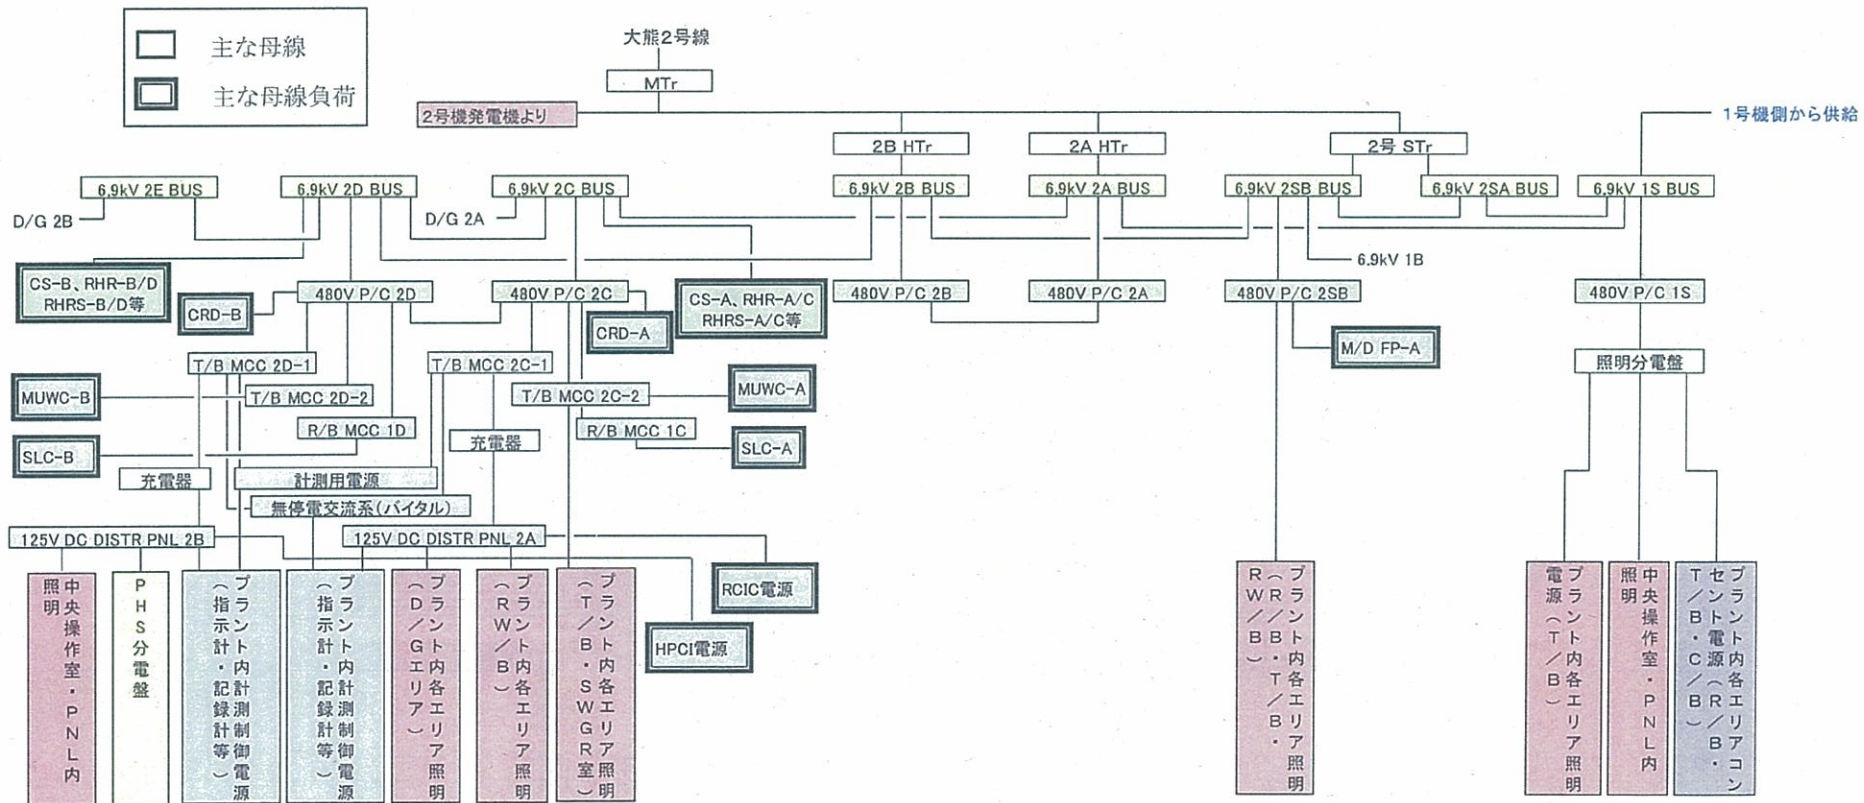 主な母線
主な母線負荷
大熊2号線
MTr
2号機発電機より
1号機側から供給
2B HTr
2A HTr
2号 STr
6,9kV 2E BUS
6,9kV 2D BUS
6,9kV 2C BUS
6,9kV 2B BUS
6,9kV 2A BUS
6,9kV 2SB BUS
6,9kV 2SA BUS
6,9kV 1S BUS
D/G 2B
D/G 2A
6,9kV 1B
CS-B、RHR-B/D
RHRS-B/D等
CRD-B
480V P/C 2D
480V P/C 2C
CS-A、RHR-A/C
RHRS-A/C等
480V P/C 2B
480V P/C 2A
480V P/C 2SB
480V P/C 1S
CRD-A
M/D FP-A
照明分電盤
T/B MCC 2D-1
T/B MCC 2C-1
MUWC-B
T/B MCC 2D-2
T/B MCC 2C-2
MUWC-A
R/B MCC 1D
R/B MCC 1C
SLC-B
充電器
SLC-A
充電器
計測用電源
無停電交流系(バイタル)
125V DC DISTR PNL 2B
125V DC DISTR PNL 2A
RCIC電源
HPCI電源
中央操作室・PNL内
照明
PHS分電盤
プラント内計測制御電源
(指示計・記録計等)
プラント内計測制御電源
(指示計・記録計等)
プラント内各エリア照明
(D/Gエリア)
プラント内各エリア照明
(RW/B)
プラント内各エリア照明
(T/B・SWGR室)
プラント内各エリア照明
(R/B・T/B・
RW/B)
プラント内各エリア照明
電源(T/B)
中央操作室・PNL内
照明
プラント内各エリアコン
セント電源(R/B・
T/B・C/B)